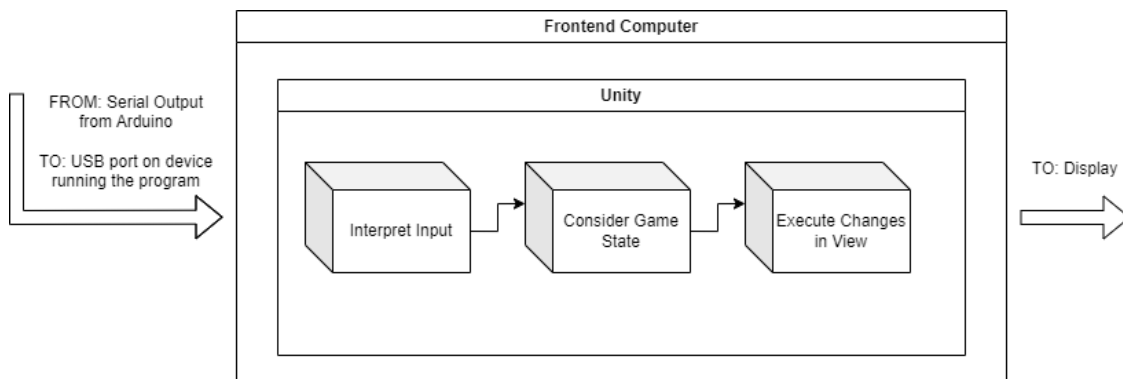 Frontend Computer
Unity
FROM: Serial Output
from Arduino
TO: USB port on device
running the program
Interpret Input
Consider Game
State
Execute Changes
in View
TO: Display